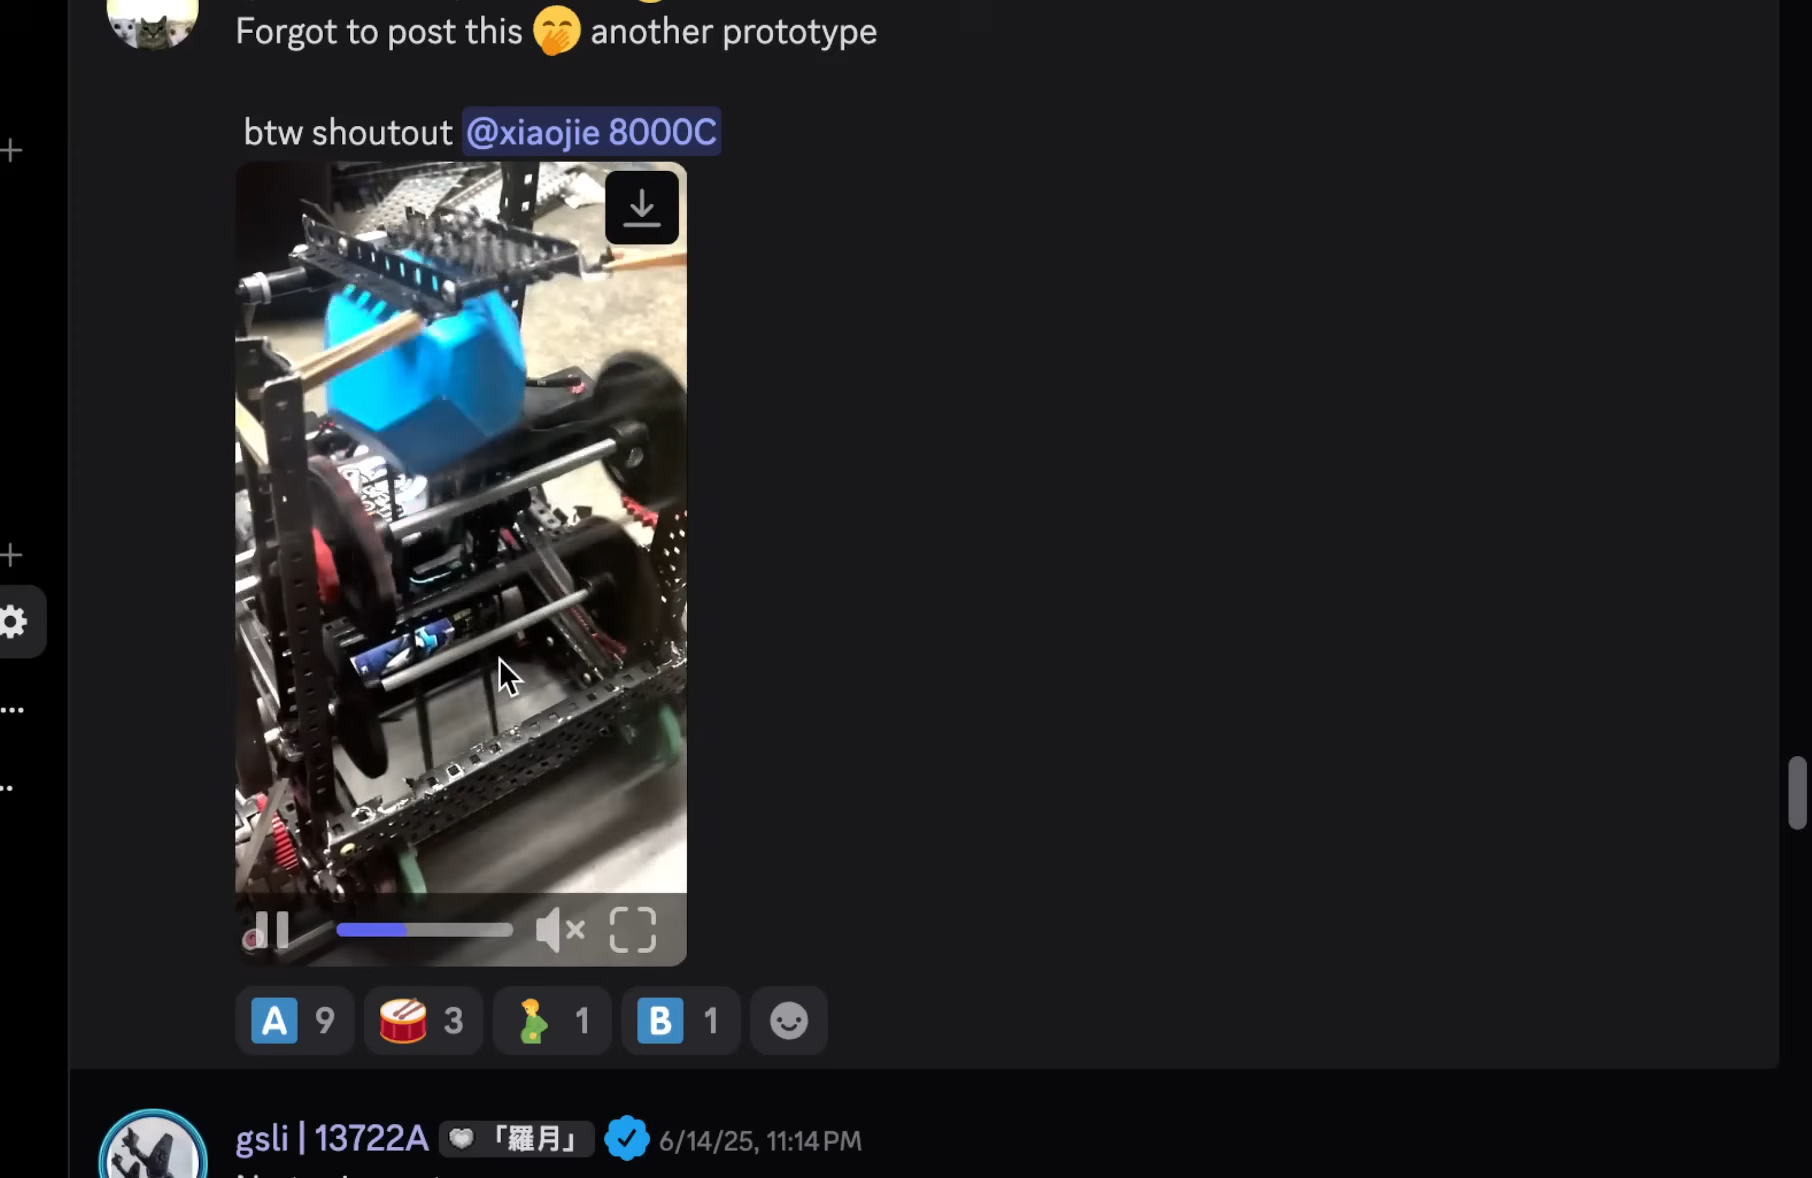 Forgot to post this 🤭 another prototype
btw shoutout @xiaojie 8000C
A 9 🥁 3 🫃 1 B 1
gsli | 13722A 「羅月」 6/14/25, 11:14 PM